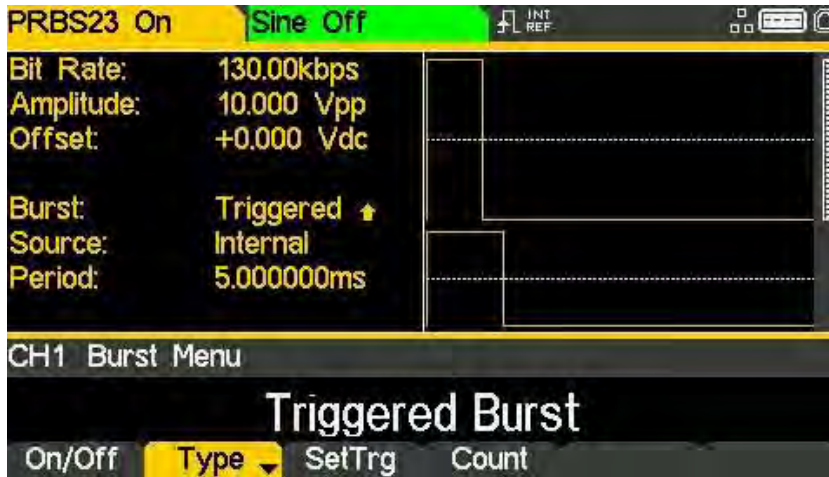 PRBS23 On Sine Off INT REF
Bit Rate: 130.00kbps
Amplitude: 10.000 Vpp
Offset: +0.000 Vdc
Burst: Triggered
Source: Internal
Period: 5.000000ms
CH1 Burst Menu
Triggered Burst
On/Off Type SetTrg Count